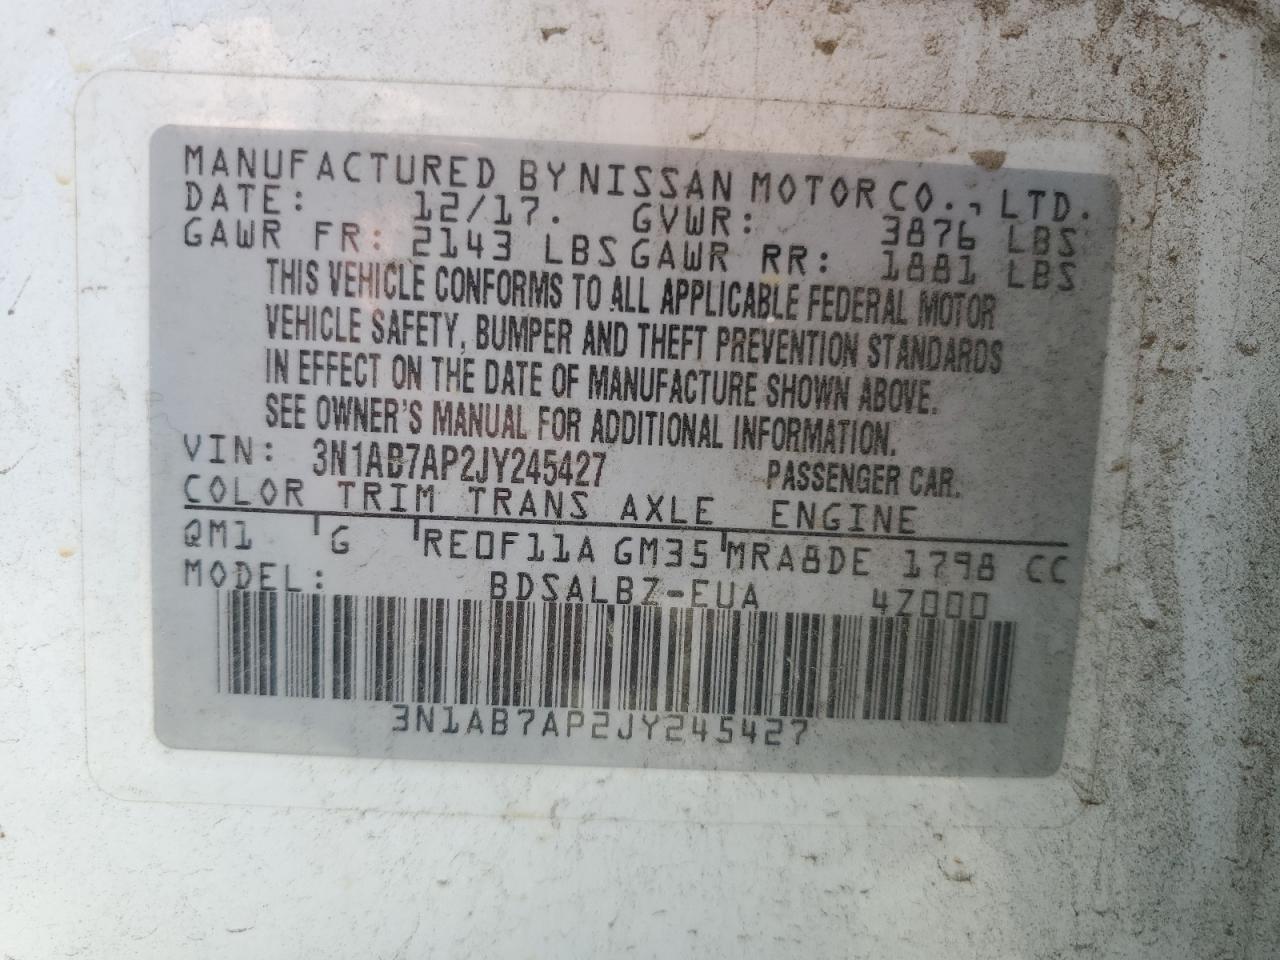 MANUFACTURED BY NISSAN MOTOR CO., LTD.
DATE: 12/17. GVWR: 3876 LBS
GAWR FR: 2143 LBS GAWR RR: 1881 LBS
THIS VEHICLE CONFORMS TO ALL APPLICABLE FEDERAL MOTOR
VEHICLE SAFETY, BUMPER AND THEFT PREVENTION STANDARDS
IN EFFECT ON THE DATE OF MANUFACTURE SHOWN ABOVE.
SEE OWNER'S MANUAL FOR ADDITIONAL INFORMATION.
VIN: 3N1AB7AP2JY245427 PASSENGER CAR.
COLOR TRIM TRANS AXLE ENGINE
QM1 G RE0F11A GM35 MRA8DE 1798 CC
MODEL: BDSALBZ-EUA 4Z000
3N1AB7AP2JY245427